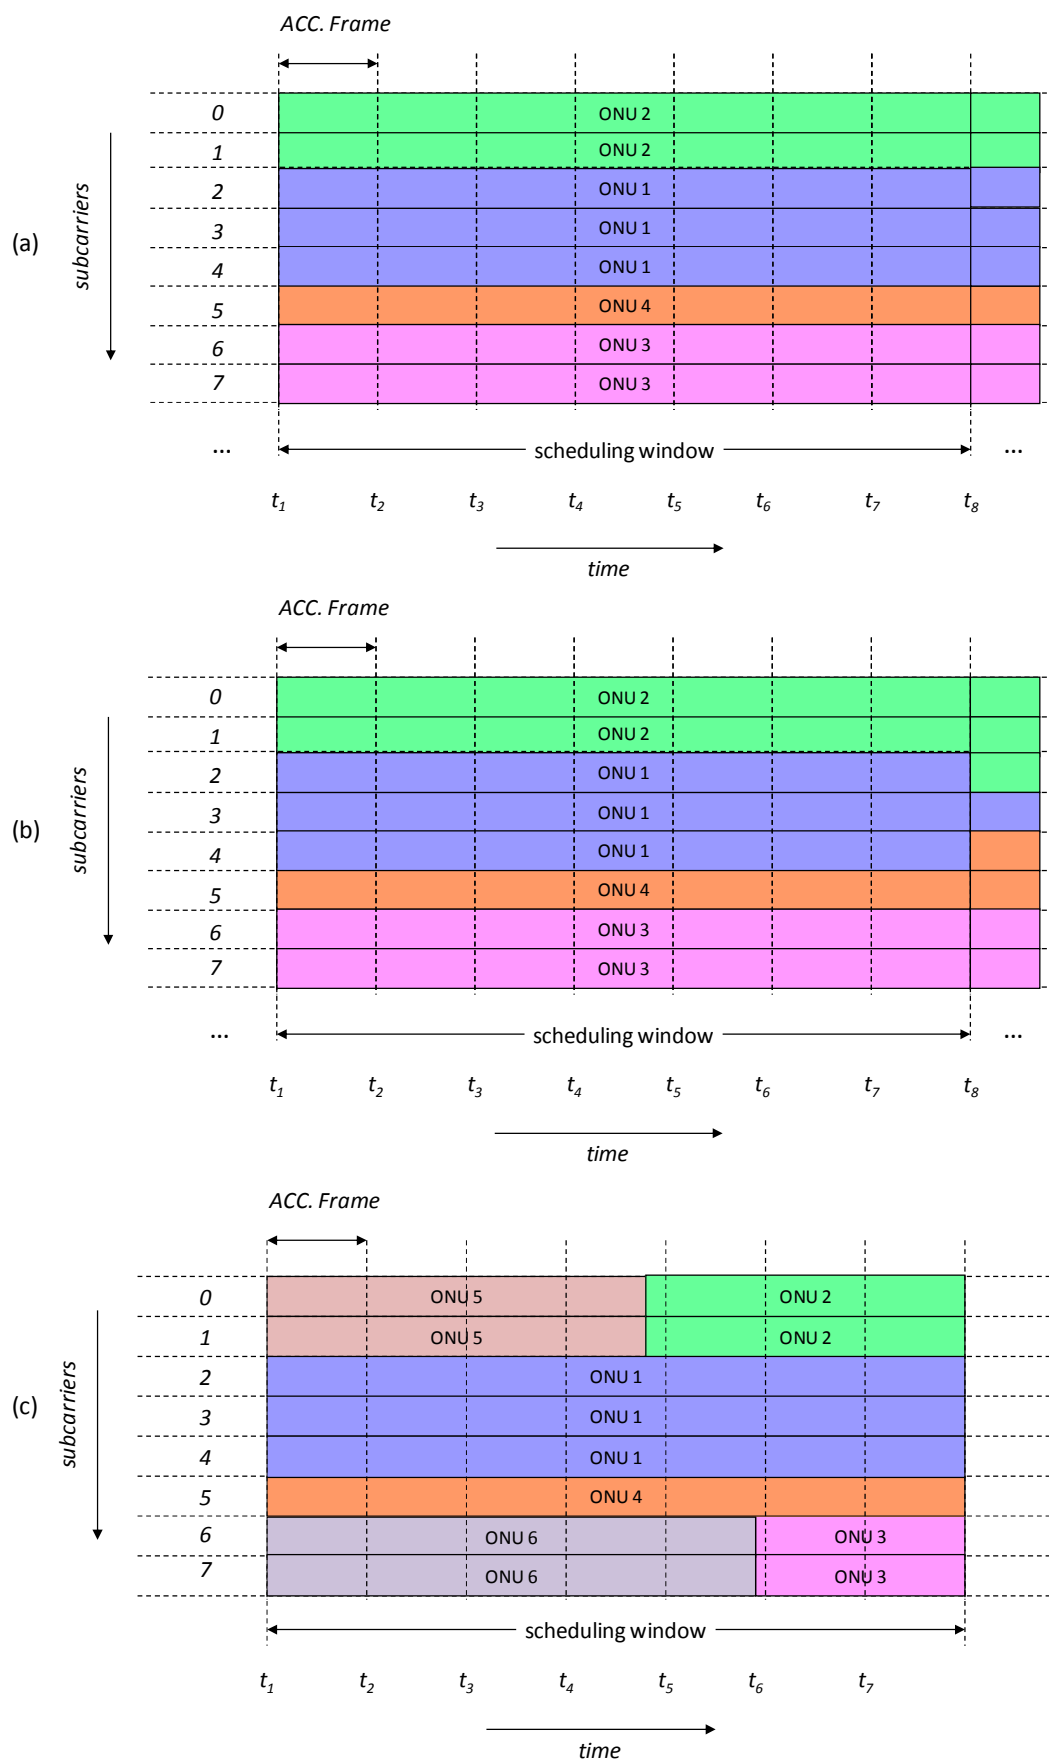 ACC. Frame
0 ONU 2
1 ONU 2
2 ONU 1
3 ONU 1
4 ONU 1
5 ONU 4
6 ONU 3
7 ONU 3
subcarriers
(a)
... scheduling window ...
t1 t2 t3 t4 t5 t6 t7 t8
time
ACC. Frame
0 ONU 2
1 ONU 2
2 ONU 1
3 ONU 1
4 ONU 1
5 ONU 4
6 ONU 3
7 ONU 3
subcarriers
(b)
... scheduling window ...
t1 t2 t3 t4 t5 t6 t7 t8
time
ACC. Frame
0 ONU 5 ONU 2
1 ONU 5 ONU 2
2 ONU 1
3 ONU 1
4 ONU 1
5 ONU 4
6 ONU 6 ONU 3
7 ONU 6 ONU 3
subcarriers
(c)
scheduling window
t1 t2 t3 t4 t5 t6 t7
time